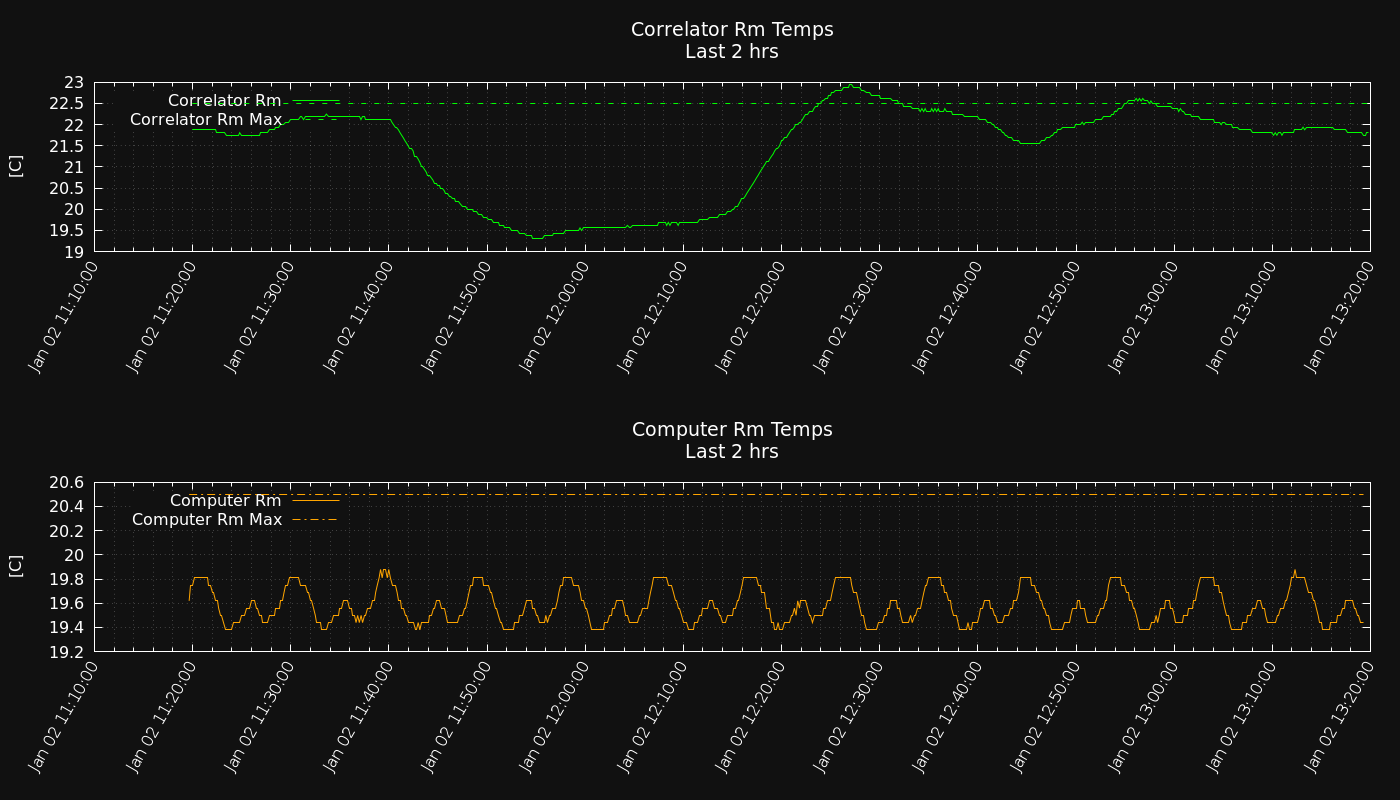 Correlator Rm Temps
Last 2 hrs
23
22.5
22
21.5
21
20.5
20
19.5
19
[C]
Correlator Rm
Correlator Rm Max
Jan 02 11:10:00
Jan 02 11:20:00
Jan 02 11:30:00
Jan 02 11:40:00
Jan 02 11:50:00
Jan 02 12:00:00
Jan 02 12:10:00
Jan 02 12:20:00
Jan 02 12:30:00
Jan 02 12:40:00
Jan 02 12:50:00
Jan 02 13:00:00
Jan 02 13:10:00
Jan 02 13:20:00
Computer Rm Temps
Last 2 hrs
20.6
20.4
20.2
20
19.8
19.6
19.4
19.2
[C]
Computer Rm
Computer Rm Max
Jan 02 11:10:00
Jan 02 11:20:00
Jan 02 11:30:00
Jan 02 11:40:00
Jan 02 11:50:00
Jan 02 12:00:00
Jan 02 12:10:00
Jan 02 12:20:00
Jan 02 12:30:00
Jan 02 12:40:00
Jan 02 12:50:00
Jan 02 13:00:00
Jan 02 13:10:00
Jan 02 13:20:00